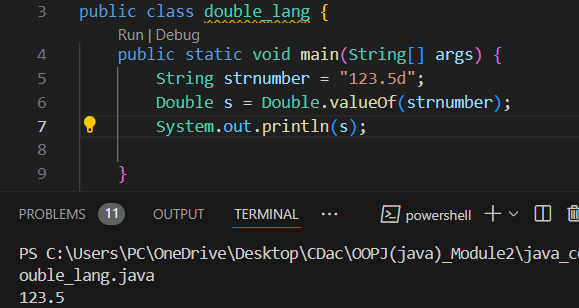 3 public class double_lang {
Run | Debug
4 public static void main(String[] args) {
5 String strnumber = "123.5d";
6 Double s = Double.valueOf(strnumber);
7 System.out.println(s);
8
9 }
PROBLEMS 11 OUTPUT TERMINAL ··· powershell
PS C:\Users\PC\OneDrive\Desktop\CDac\OOPJ(java)_Module2\java_c
ouble_lang.java
123.5